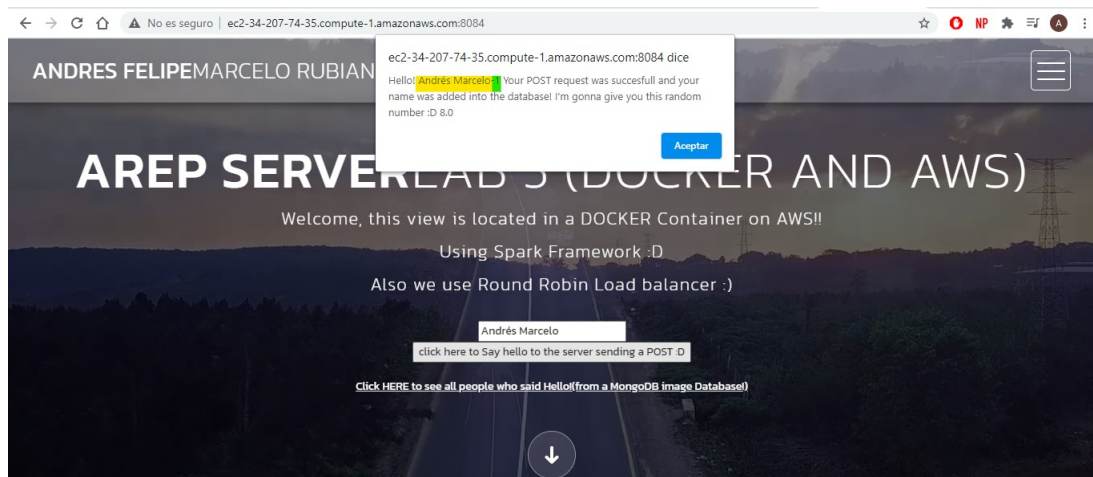 No es seguro | ec2-34-207-74-35.compute-1.amazonaws.com:8084
NP
A
ANDRES FELIPEMARCELO RUBIAN
ec2-34-207-74-35.compute-1.amazonaws.com:8084 dice
Hello! Andrés Marcelo-1 Your POST request was succesfull and your
name was added into the database! I'm gonna give you this random
number :D 8.0
Aceptar
AREP SERVERLAB 5 (DOCKER AND AWS)
Welcome, this view is located in a DOCKER Container on AWS!!
Using Spark Framework :D
Also we use Round Robin Load balancer :)
Andrés Marcelo
click here to Say hello to the server sending a POST :D
Click HERE to see all people who said Hello!(from a MongoDB image Database!)